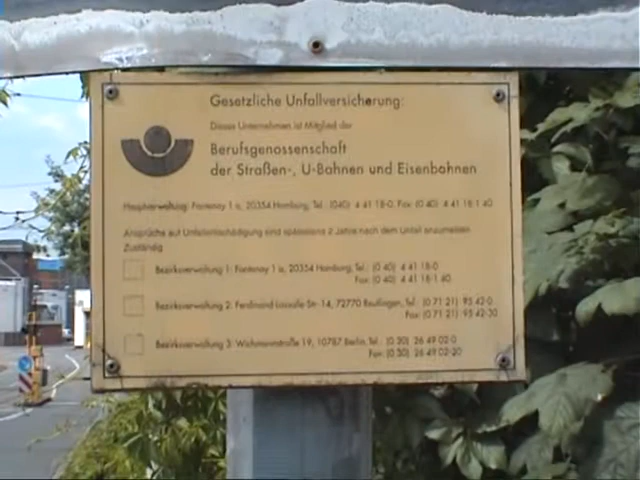 Gesetzliche Unfallversicherung:
Dieses Unternehmen ist Mitglied der
Berufsgenossenschaft
der Straßen-, U-Bahnen und Eisenbahnen
Hauptverwaltung: Fontenay 1 a, 20354 Hamburg, Tel.: (040) 4 41 18-0, Fax: (0 40) 4 41 18-1 40
Ansprüche auf Unfallentschädigung sind spätestens 2 Jahre nach dem Unfall anzumelden
Zuständig
Bezirksverwaltung 1: Fontenay 1 a, 20354 Hamburg, Tel.: (0 40) 4 41 18-0
Fax: (0 40) 4 41 18-1 40
Bezirksverwaltung 2: Ferdinand-Lassalle-Str. 14, 72770 Reutlingen, Tel.: (0 71 21) 95 42-0
Fax: (0 71 21) 95 42-30
Bezirksverwaltung 3: Wichmannstraße 19, 10787 Berlin, Tel.: (0 30) 26 49 02-0
Fax: (0 30) 26 49 02-20